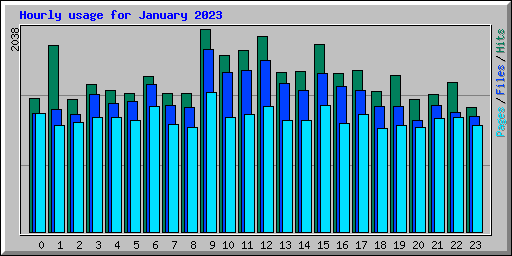 Hourly usage for January 2023
2038
Pages/Files/Hits
0 1 2 3 4 5 6 7 8 9 10 11 12 13 14 15 16 17 18 19 20 21 22 23